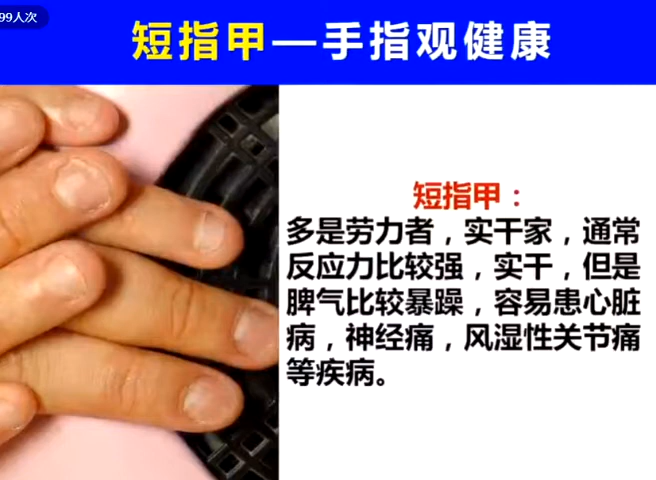 99人次
短指甲—手指观健康
短指甲：
多是劳力者，实干家，通常
反应力比较强，实干，但是
脾气比较暴躁，容易患心脏
病，神经痛，风湿性关节痛
等疾病。